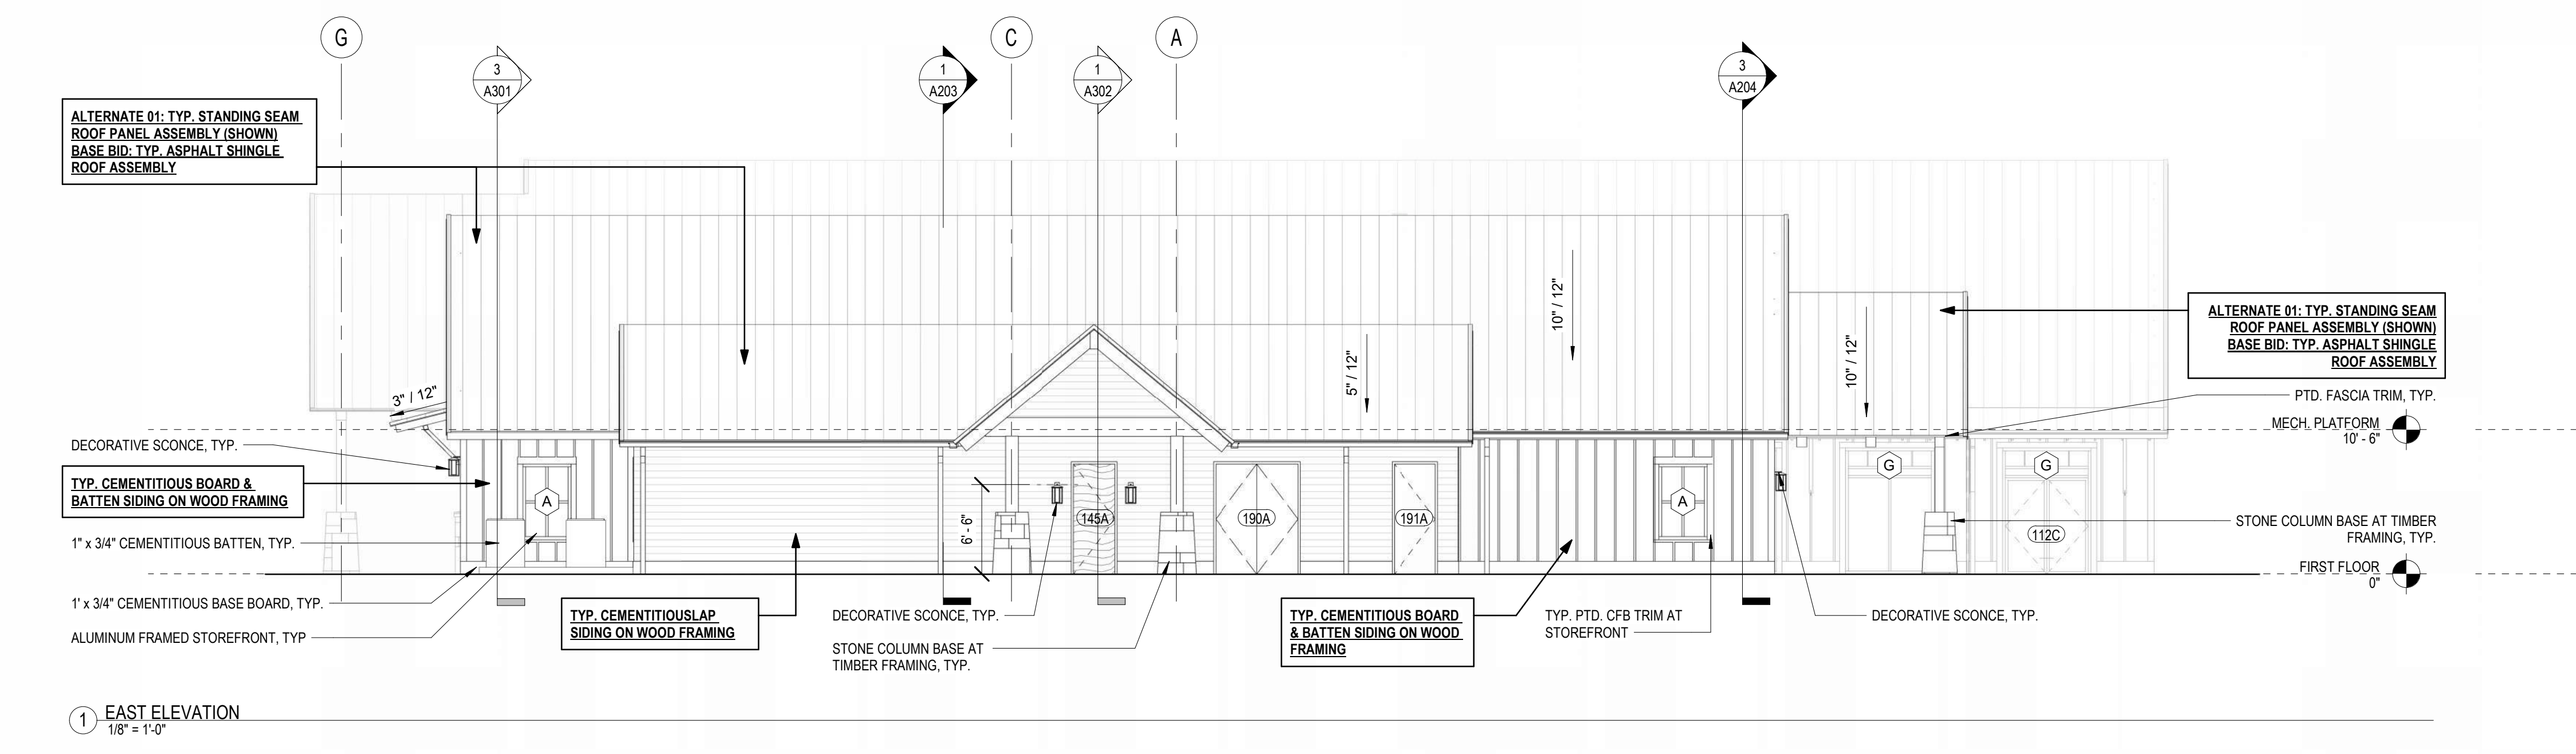 G
C
A
3
A301
1
A203
1
A302
3
A204
ALTERNATE 01: TYP. STANDING SEAM
ROOF PANEL ASSEMBLY (SHOWN)
BASE BID: TYP. ASPHALT SHINGLE
ROOF ASSEMBLY
10" / 12"
5" / 12"
10" / 12"
3" / 12"
ALTERNATE 01: TYP. STANDING SEAM
ROOF PANEL ASSEMBLY (SHOWN)
BASE BID: TYP. ASPHALT SHINGLE
ROOF ASSEMBLY
PTD. FASCIA TRIM, TYP.
MECH. PLATFORM
10' - 6"
DECORATIVE SCONCE, TYP.
TYP. CEMENTITIOUS BOARD &
BATTEN SIDING ON WOOD FRAMING
A
6' - 6"
145A
190A
191A
A
G
G
112C
STONE COLUMN BASE AT TIMBER
FRAMING, TYP.
1" x 3/4" CEMENTITIOUS BATTEN, TYP.
FIRST FLOOR
0"
1' x 3/4" CEMENTITIOUS BASE BOARD, TYP.
ALUMINUM FRAMED STOREFRONT, TYP
TYP. CEMENTITIOUSLAP
SIDING ON WOOD FRAMING
DECORATIVE SCONCE, TYP.
STONE COLUMN BASE AT
TIMBER FRAMING, TYP.
TYP. CEMENTITIOUS BOARD
& BATTEN SIDING ON WOOD
FRAMING
TYP. PTD. CFB TRIM AT
STOREFRONT
DECORATIVE SCONCE, TYP.
1
EAST ELEVATION
1/8" = 1'-0"